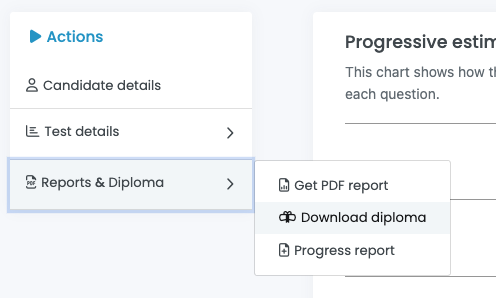 Actions
Candidate details
Test details
Reports & Diploma
Get PDF report
Download diploma
Progress report
Progressive estim
This chart shows how th
each question.